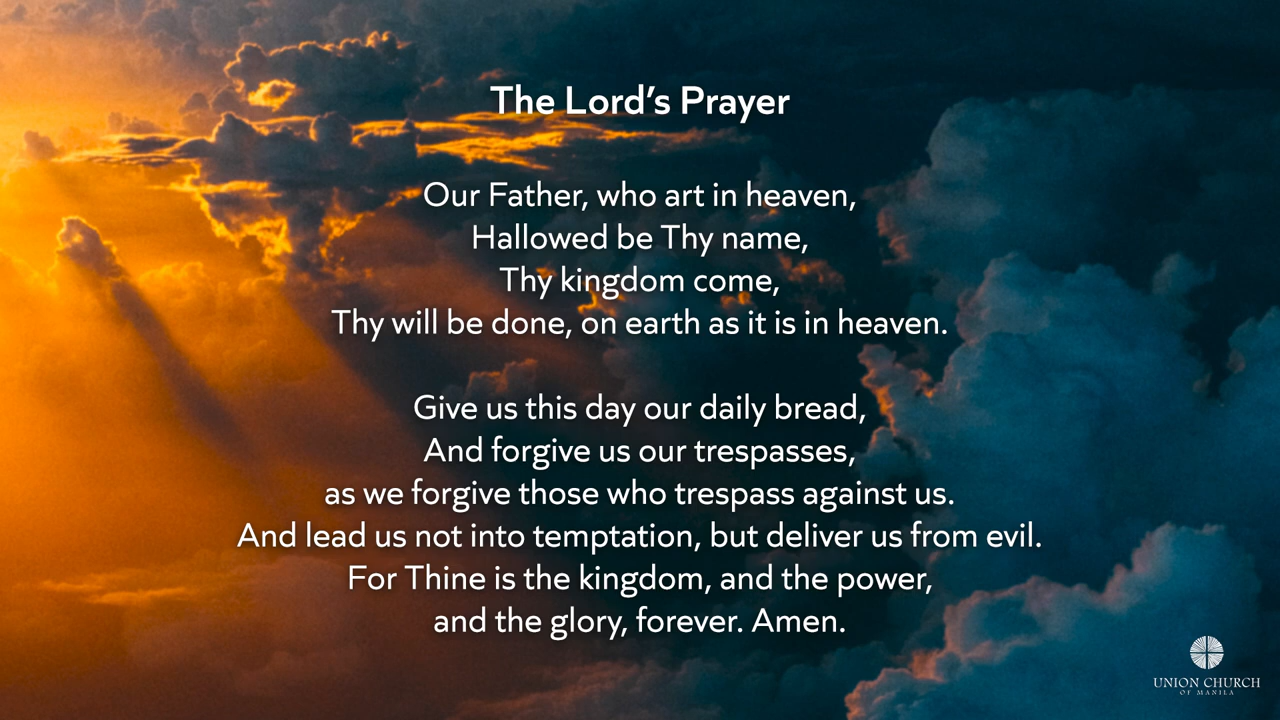 The Lord's Prayer
Our Father, who art in heaven,
Hallowed be Thy name,
Thy kingdom come,
Thy will be done, on earth as it is in heaven.
Give us this day our daily bread,
And forgive us our trespasses,
as we forgive those who trespass against us.
And lead us not into temptation, but deliver us from evil.
For Thine is the kingdom, and the power,
and the glory, forever. Amen.
UNION CHURCH
OF MANILA